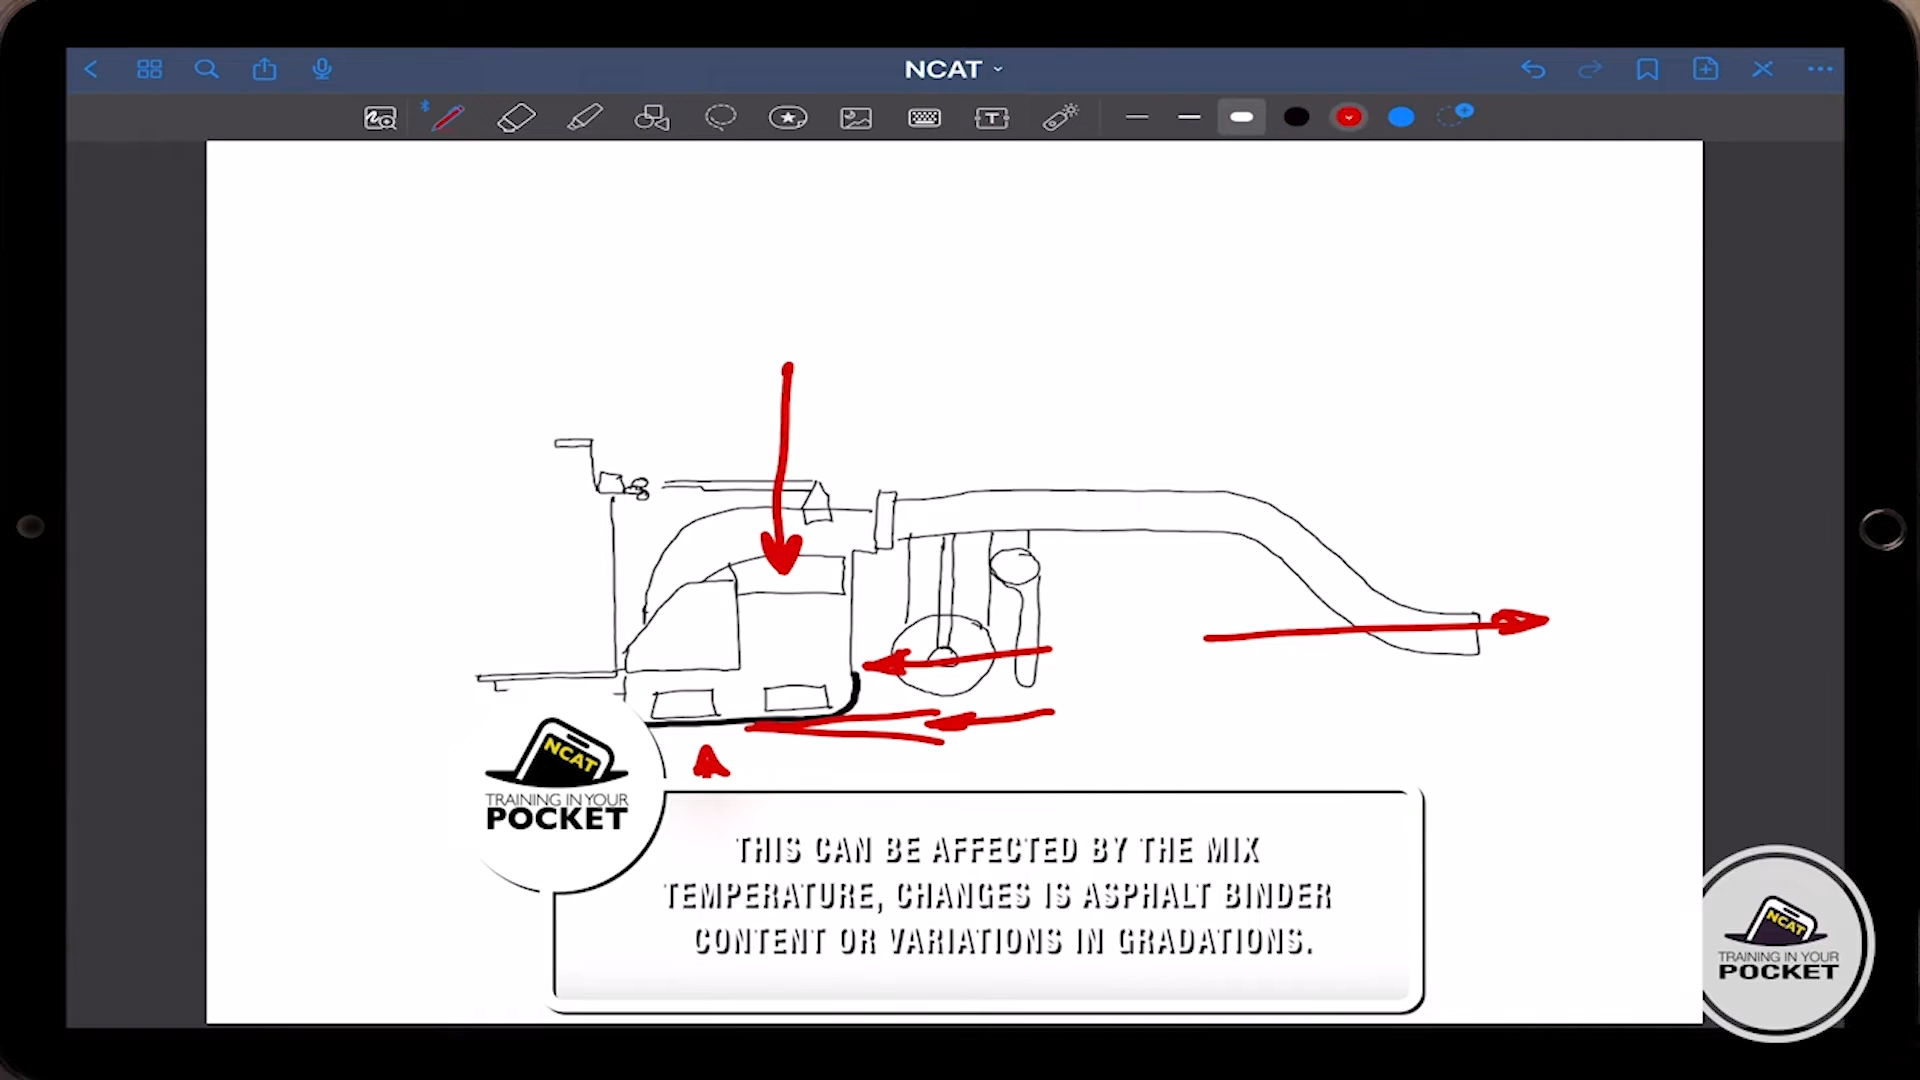 NCAT
NCAT
TRAINING IN YOUR
POCKET
THIS CAN BE AFFECTED BY THE MIX
TEMPERATURE, CHANGES IS ASPHALT BINDER
CONTENT OR VARIATIONS IN GRADATIONS.
NCAT
TRAINING IN YOUR
POCKET